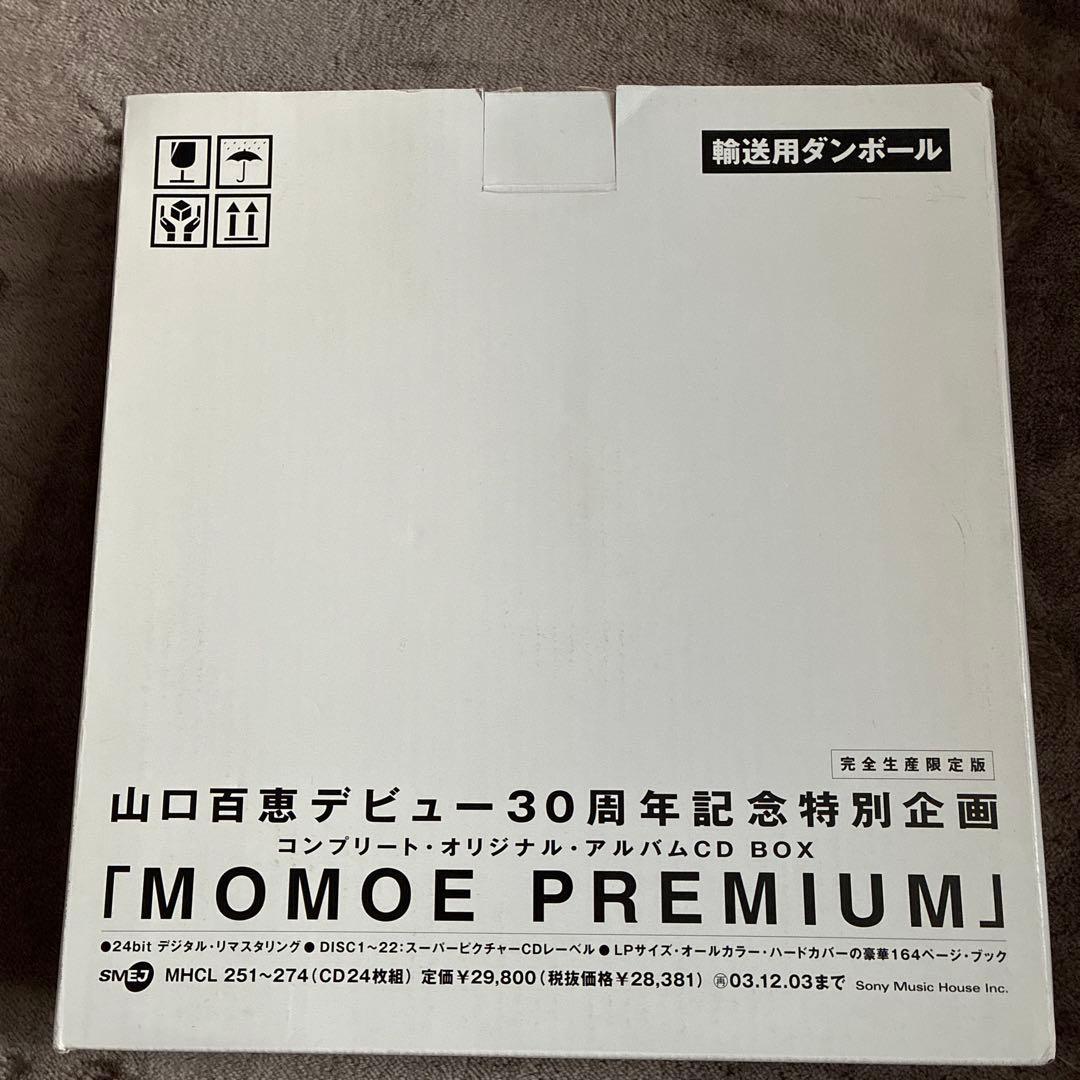 輸送用ダンボール
完全生産限定版
山口百恵デビュー30周年記念特別企画
コンプリート・オリジナル・アルバムCD BOX
「MOMOE PREMIUM」
●24bit デジタル・リマスタリング●DISC1〜22:スーパーピクチャーCDレーベル●LPサイズ・オールカラー・ハードカバーの豪華164ページ・ブック
SMEJ MHCL 251〜274(CD24枚組) 定価¥29,800(税抜価格¥28,381) ㊢03.12.03まで Sony Music House Inc.